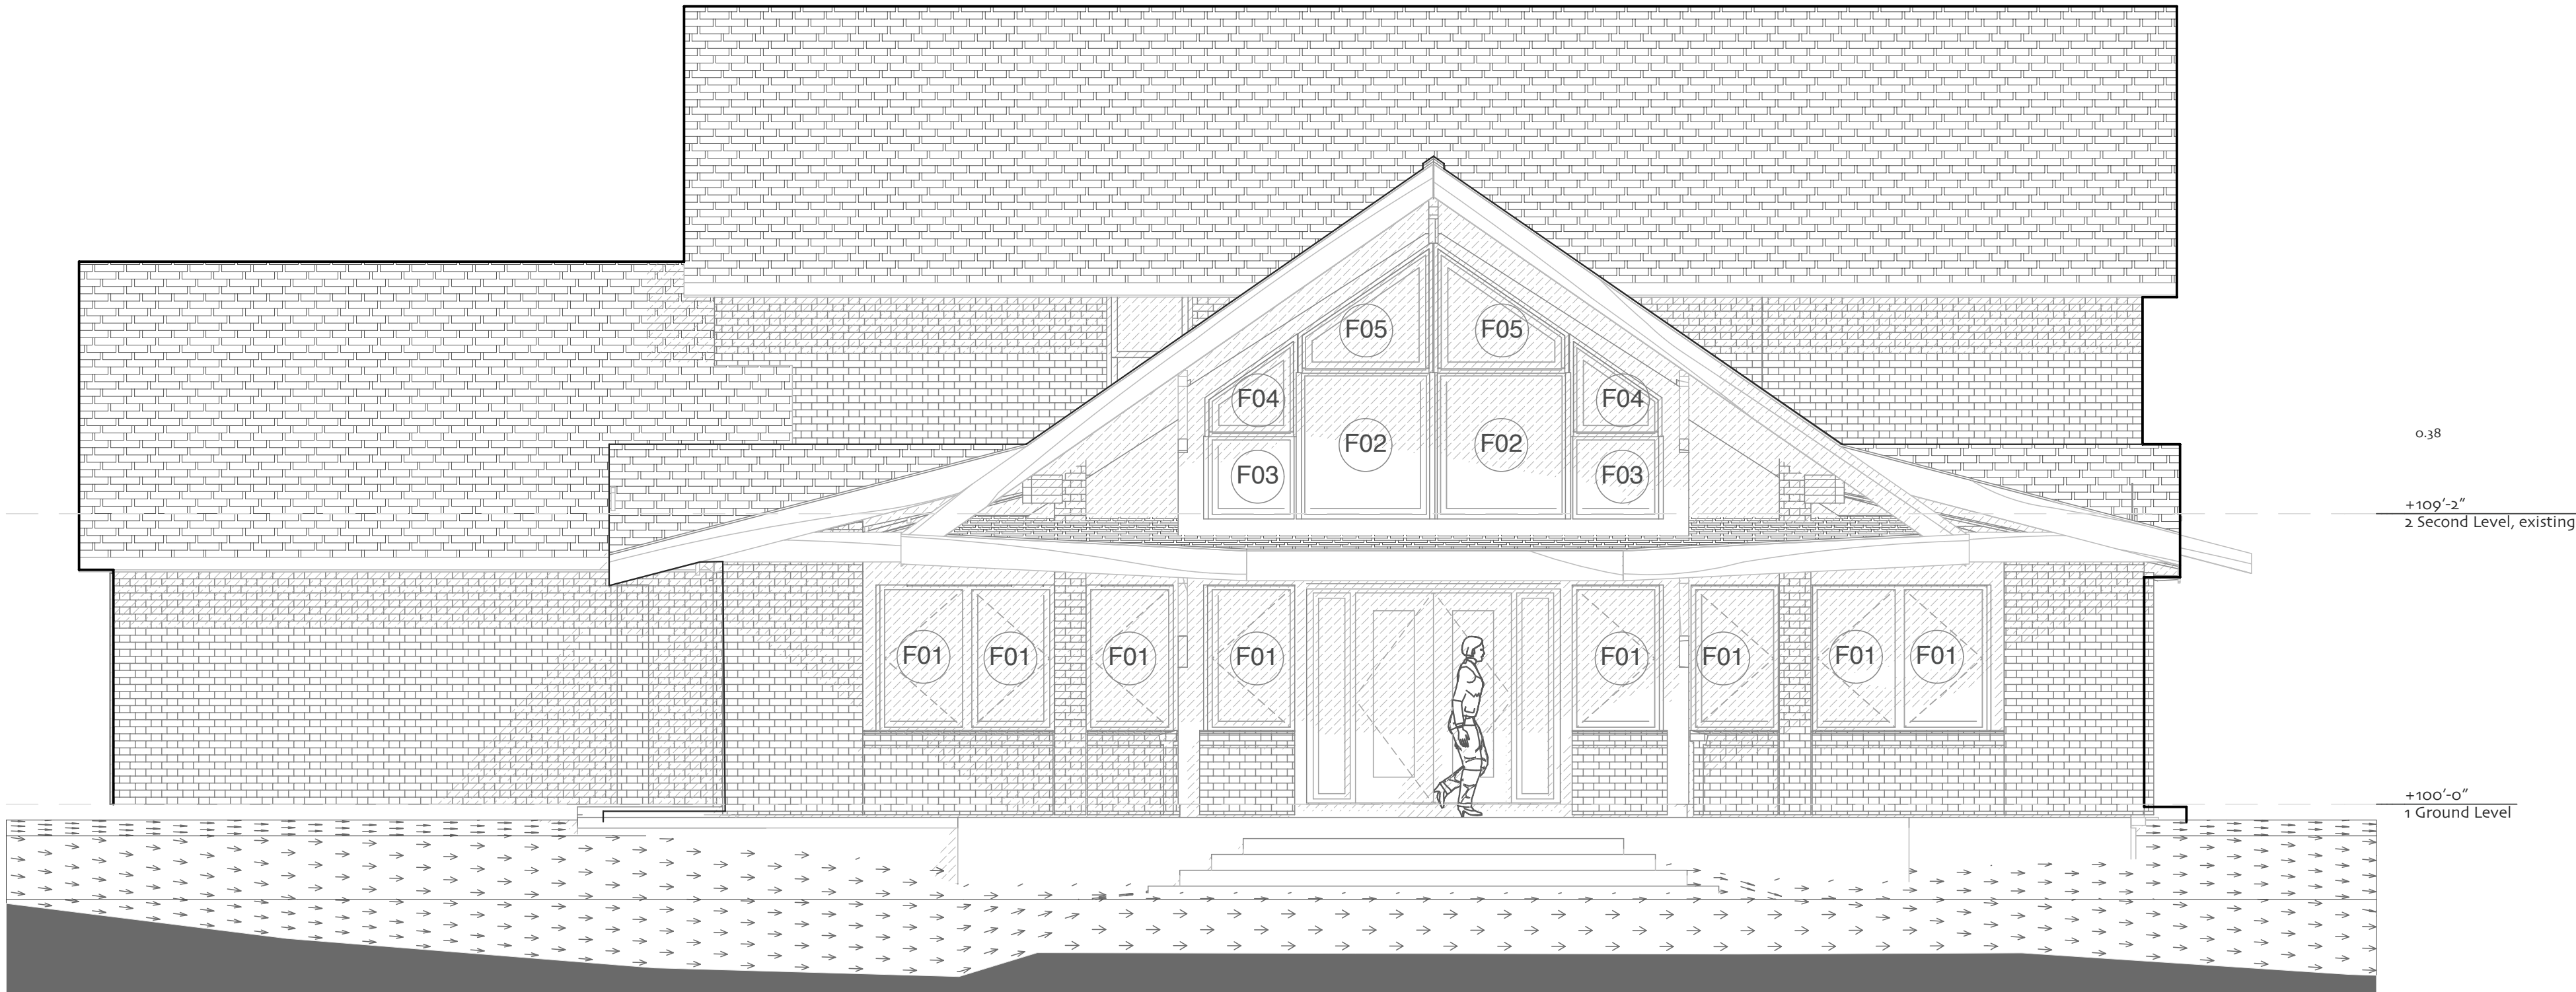 F05 F05
F04 F04
F02 F02
F03 F03
0.38
+109'-2"
2 Second Level, existing
F01 F01 F01 F01 F01 F01 F01 F01
+100'-0"
1 Ground Level